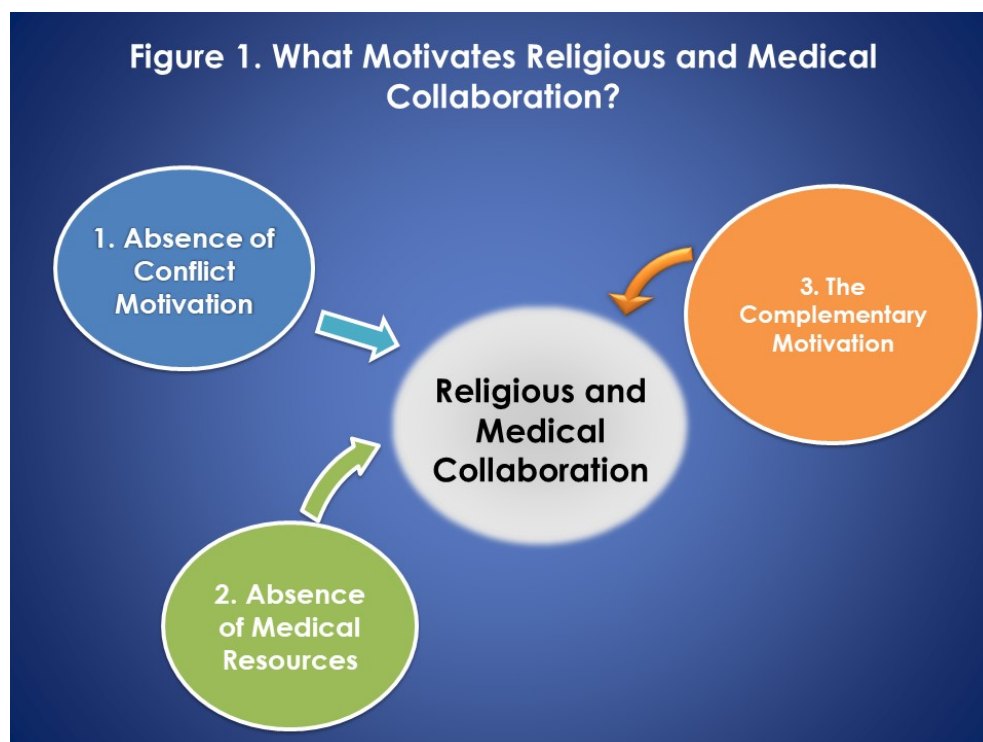 Figure 1. What Motivates Religious and Medical
Collaboration?
1. Absence of
Conflict
Motivation
3. The
Complementary
Motivation
Religious and
Medical
Collaboration
2. Absence
of Medical
Resources